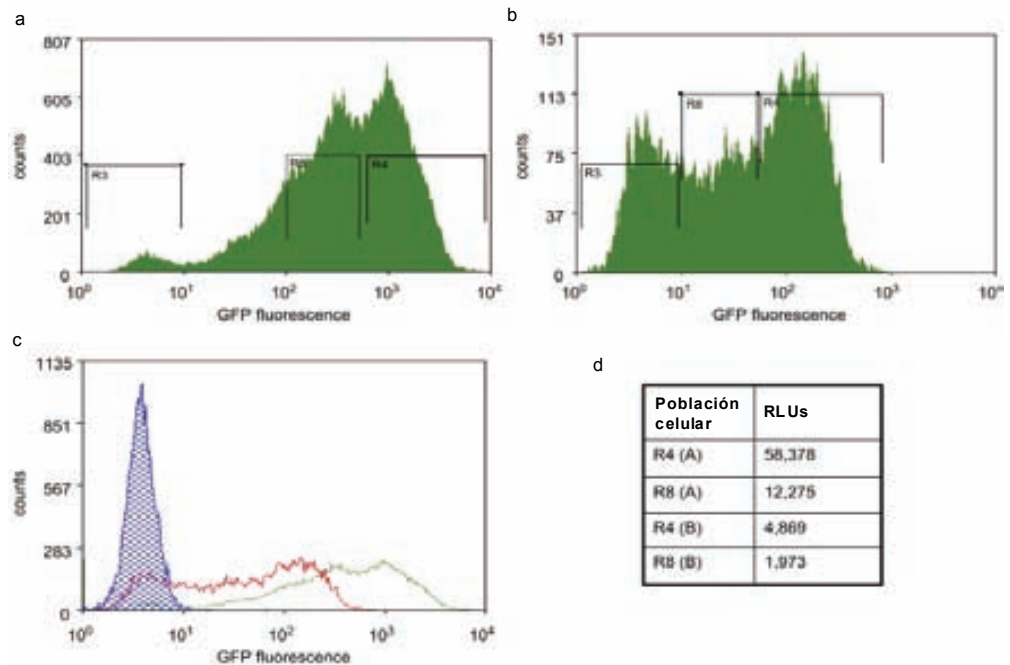 a
807
605
403
201
0
counts
R3
R8
R4
10⁰ 10¹ 10² 10³ 10⁴
GFP fluorescence
b
151
113
75
37
0
counts
R3
R8
R4
10⁰ 10¹ 10² 10³
GFP fluorescence
c
1135
851
567
283
0
counts
10⁰ 10¹ 10² 10³ 10⁴
GFP fluorescence
d
Población celular RLUs
R4 (A) 58,378
R8 (A) 12,275
R4 (B) 4,869
R8 (B) 1,973